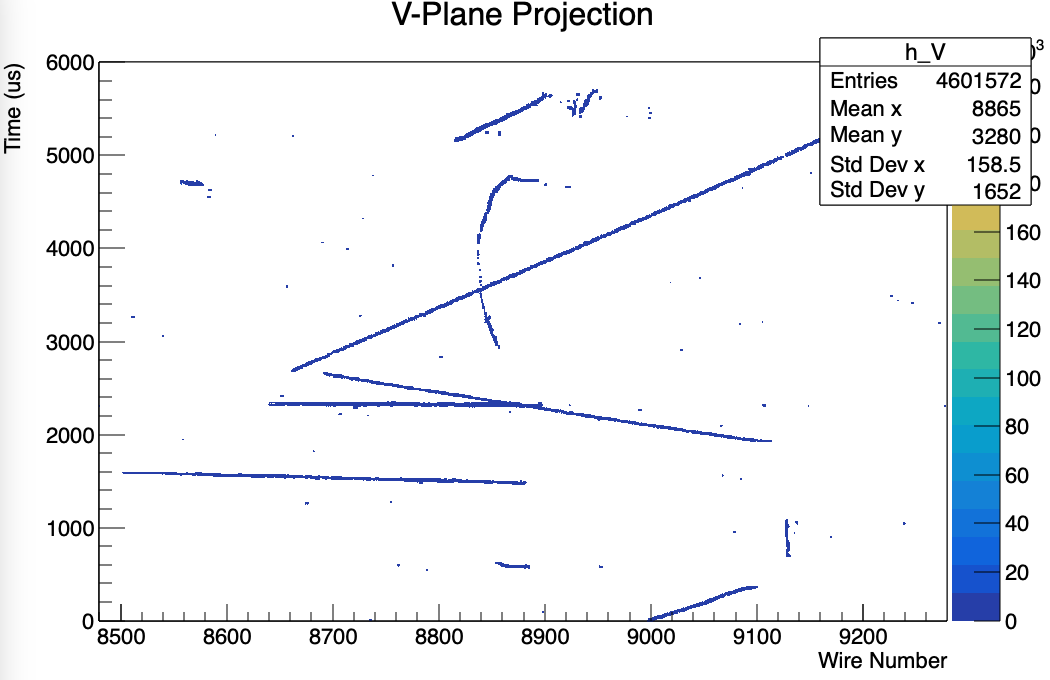 V-Plane Projection
Time (us)
6000
5000
4000
3000
2000
1000
0
8500 8600 8700 8800 8900 9000 9100 9200
Wire Number
h_V
Entries 4601572
Mean x 8865
Mean y 3280
Std Dev x 158.5
Std Dev y 1652
160
140
120
100
80
60
40
20
0